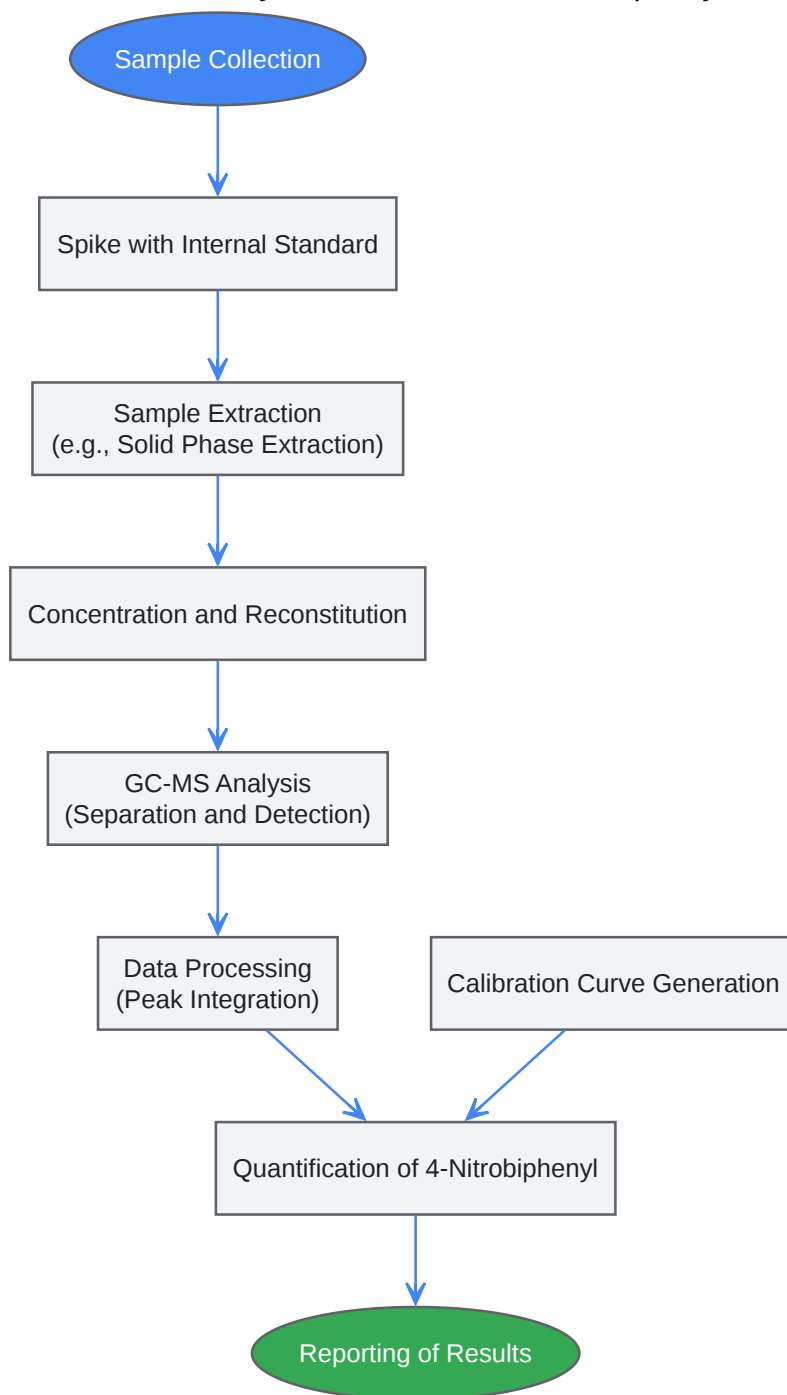 Sample Collection
Spike with Internal Standard
Sample Extraction
(e.g., Solid Phase Extraction)
Concentration and Reconstitution
GC-MS Analysis
(Separation and Detection)
Data Processing
(Peak Integration)
Calibration Curve Generation
Quantification of 4-Nitrobiphenyl
Reporting of Results